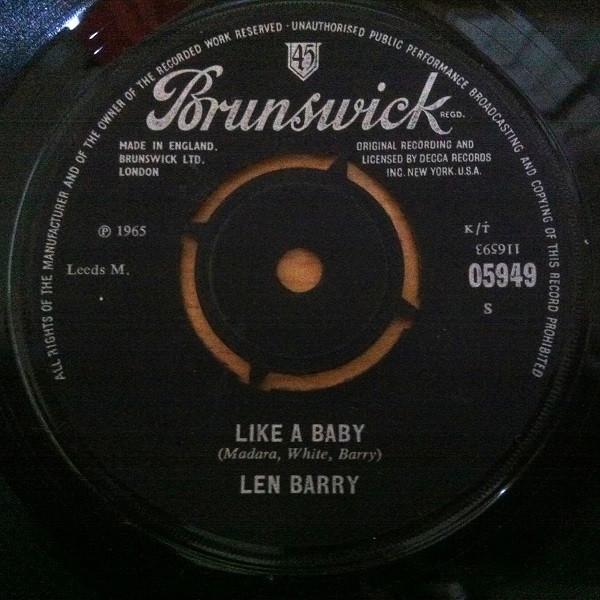 ALL RIGHTS OF THE MANUFACTURER AND OF THE OWNER OF THE RECORDED WORK RESERVED · UNAUTHORISED PUBLIC PERFORMANCE BROADCASTING AND COPYING OF THIS RECORD PROHIBITED
45
Brunswick REGD.
MADE IN ENGLAND.
BRUNSWICK LTD.
LONDON
ORIGINAL RECORDING AND
LICENSED BY DECCA RECORDS
INC. NEW YORK. U.S.A.
℗ 1965
K/T
116593
Leeds M.
05949
S
LIKE A BABY
(Madara, White, Barry)
LEN BARRY